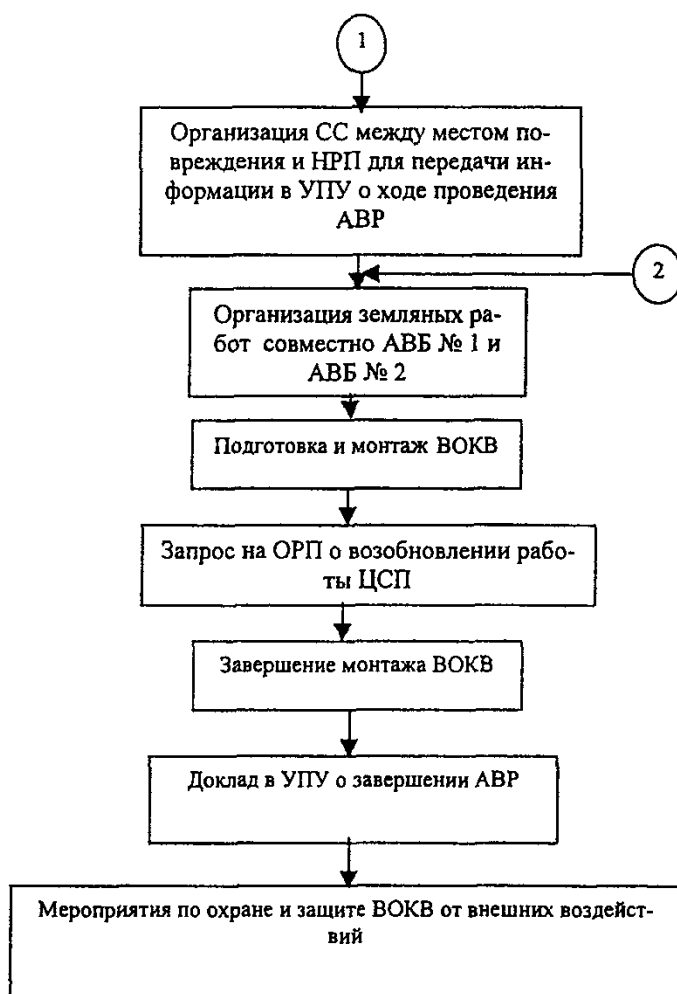 1
Организация СС между местом по-
вреждения и НРП для передачи ин-
формации в УПУ о ходе проведения
АВР
2
Организация земляных ра-
бот совместно АВБ № 1 и
АВБ № 2
Подготовка и монтаж ВОКВ
Запрос на ОРП о возобновлении рабо-
ты ЦСП
Завершение монтажа ВОКВ
Доклад в УПУ о завершении АВР
Мероприятия по охране и защите ВОКВ от внешних воздейст-
вий